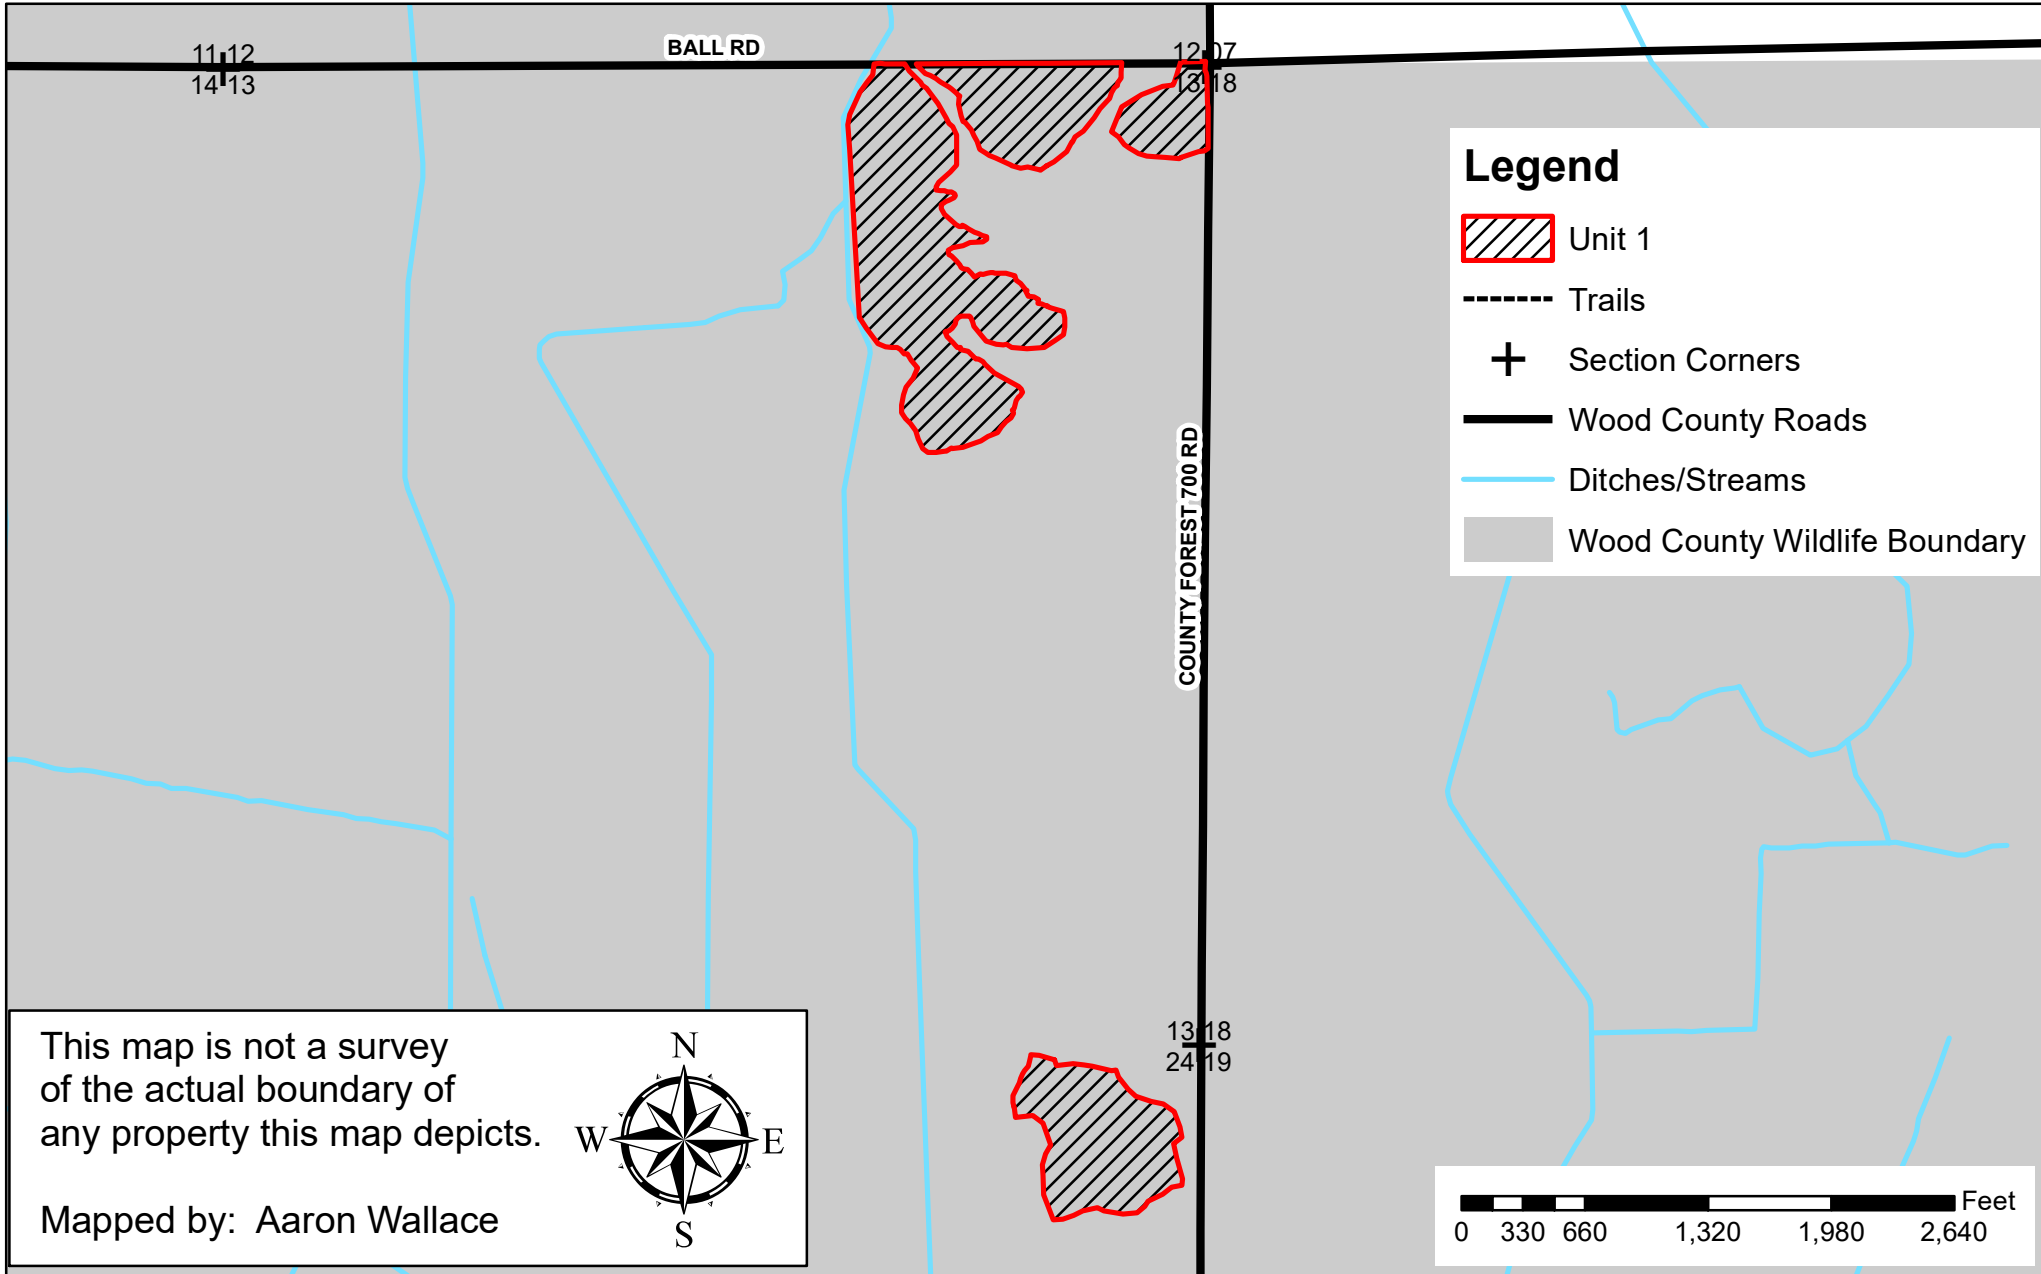 BALL RD
11 12
14 13
12 07
13 18
Legend
Unit 1
Trails
Section Corners
Wood County Roads
Ditches/Streams
Wood County Wildlife Boundary
COUNTY FOREST 700 RD
13 18
24 19
This map is not a survey
of the actual boundary of
any property this map depicts.
Mapped by: Aaron Wallace
N
W E
S
Feet
0 330 660 1,320 1,980 2,640